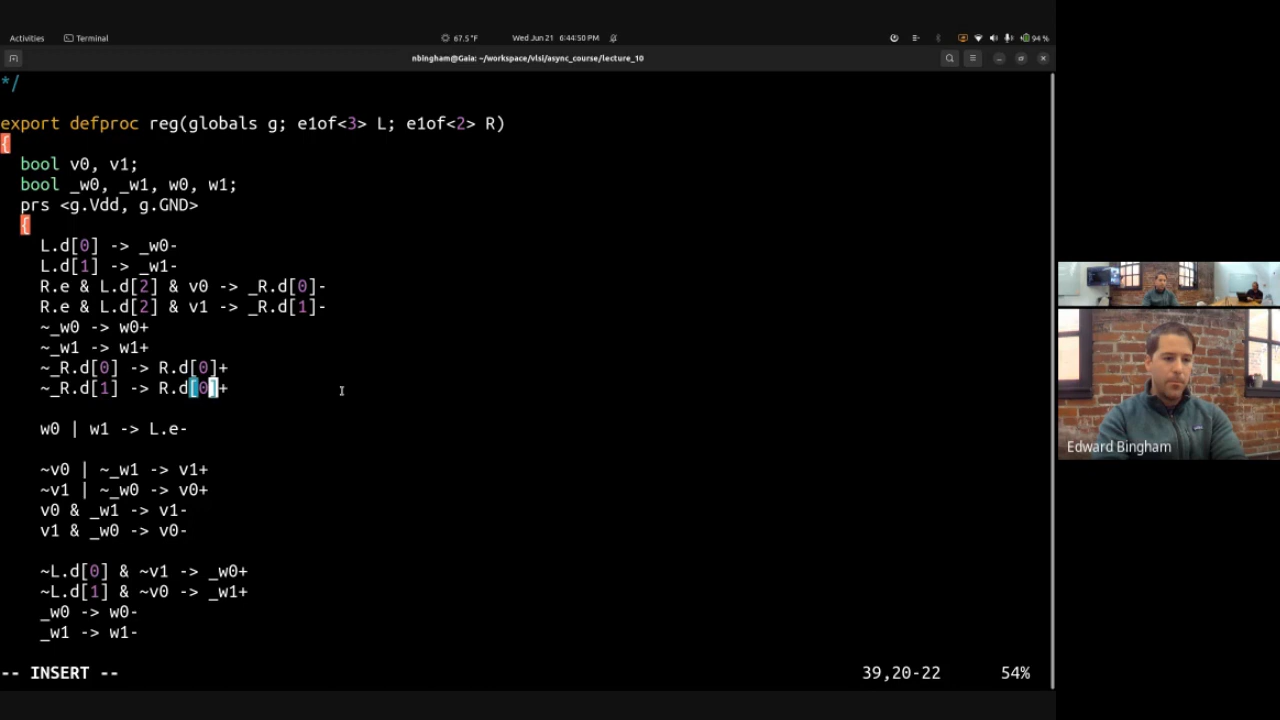 Activities Terminal 67.5°F Wed Jun 21 6:44:50 PM 94 %
nbingham@Gaia: ~/workspace/vlsi/async_course/lecture_10
*/
export defproc reg(globals g; e1of<3> L; e1of<2> R)
{
bool v0, v1;
bool _w0, _w1, w0, w1;
prs <g.Vdd, g.GND>
{
L.d[0] -> _w0-
L.d[1] -> _w1-
R.e & L.d[2] & v0 -> _R.d[0]-
R.e & L.d[2] & v1 -> _R.d[1]-
~_w0 -> w0+
~_w1 -> w1+
~_R.d[0] -> R.d[0]+
~_R.d[1] -> R.d[0]+
w0 | w1 -> L.e-
~v0 | ~_w1 -> v1+
~v1 | ~_w0 -> v0+
v0 & _w1 -> v1-
v1 & _w0 -> v0-
~L.d[0] & ~v1 -> _w0+
~L.d[1] & ~v0 -> _w1+
_w0 -> w0-
_w1 -> w1-
-- INSERT -- 39,20-22 54%
Edward Bingham